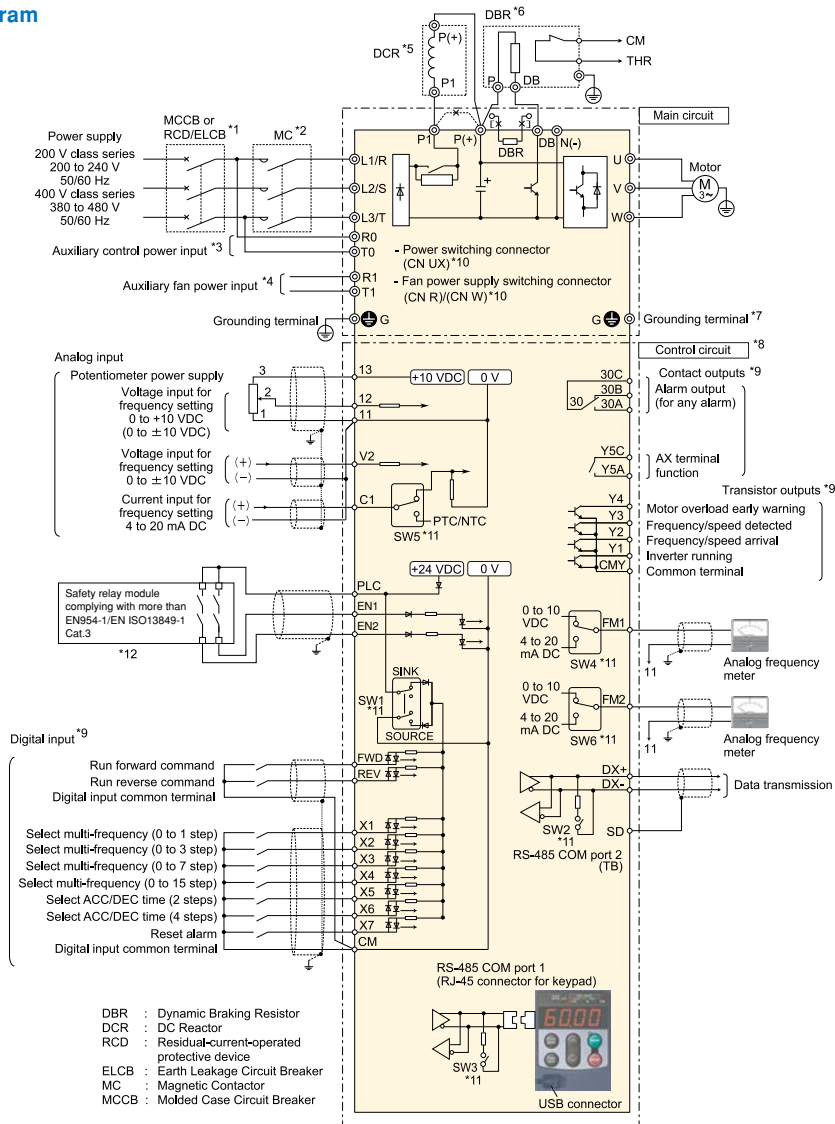 ram
DBR *6
DCR *5
P(+)
P1
P
DB
CM
THR
Main circuit
MCCB or
RCD/ELCB *1
MC *2
Power supply
200 V class series
200 to 240 V
50/60 Hz
400 V class series
380 to 480 V
50/60 Hz
P1
P(+)
DBR
DB
N(-)
L1/R
L2/S
L3/T
U
V
W
Motor
M
3~
R0
T0
Auxiliary control power input *3
- Power switching connector
(CN UX)*10
R1
T1
Auxiliary fan power input *4
- Fan power supply switching connector
(CN R)/(CN W)*10
Grounding terminal
G
G
Grounding terminal *7
Control circuit
*8
Analog input
Potentiometer power supply
Voltage input for
frequency setting
0 to +10 VDC
(0 to ±10 VDC)
3
2
1
13
12
11
+10 VDC
0 V
Voltage input for
frequency setting
0 to ±10 VDC
(+)
(-)
V2
Current input for
frequency setting
4 to 20 mA DC
(+)
(-)
C1
PTC/NTC
SW5 *11
30C
30B
30A
30
Contact outputs *9
Alarm output
(for any alarm)
Y5C
Y5A
AX terminal
function
Transistor outputs *9
Y4
Y3
Y2
Y1
CMY
Motor overload early warning
Frequency/speed detected
Frequency/speed arrival
Inverter running
Common terminal
Safety relay module
complying with more than
EN954-1/EN ISO13849-1
Cat.3
*12
PLC
EN1
EN2
+24 VDC
0 V
SINK
SW1
*11
SOURCE
0 to 10
VDC
4 to 20
mA DC
SW4 *11
FM1
11
Analog frequency
meter
0 to 10
VDC
4 to 20
mA DC
SW6 *11
FM2
11
Analog frequency
meter
Digital input *9
Run forward command
Run reverse command
Digital input common terminal
FWD
REV
DX+
DX-
Data transmission
SW2
*11
SD
RS-485 COM port 2
(TB)
Select multi-frequency (0 to 1 step)
Select multi-frequency (0 to 3 step)
Select multi-frequency (0 to 7 step)
Select multi-frequency (0 to 15 step)
Select ACC/DEC time (2 steps)
Select ACC/DEC time (4 steps)
Reset alarm
Digital input common terminal
X1
X2
X3
X4
X5
X6
X7
CM
RS-485 COM port 1
(RJ-45 connector for keypad)
SW3
*11
60.00
USB connector
DBR : Dynamic Braking Resistor
DCR : DC Reactor
RCD : Residual-current-operated
protective device
ELCB : Earth Leakage Circuit Breaker
MC : Magnetic Contactor
MCCB : Molded Case Circuit Breaker